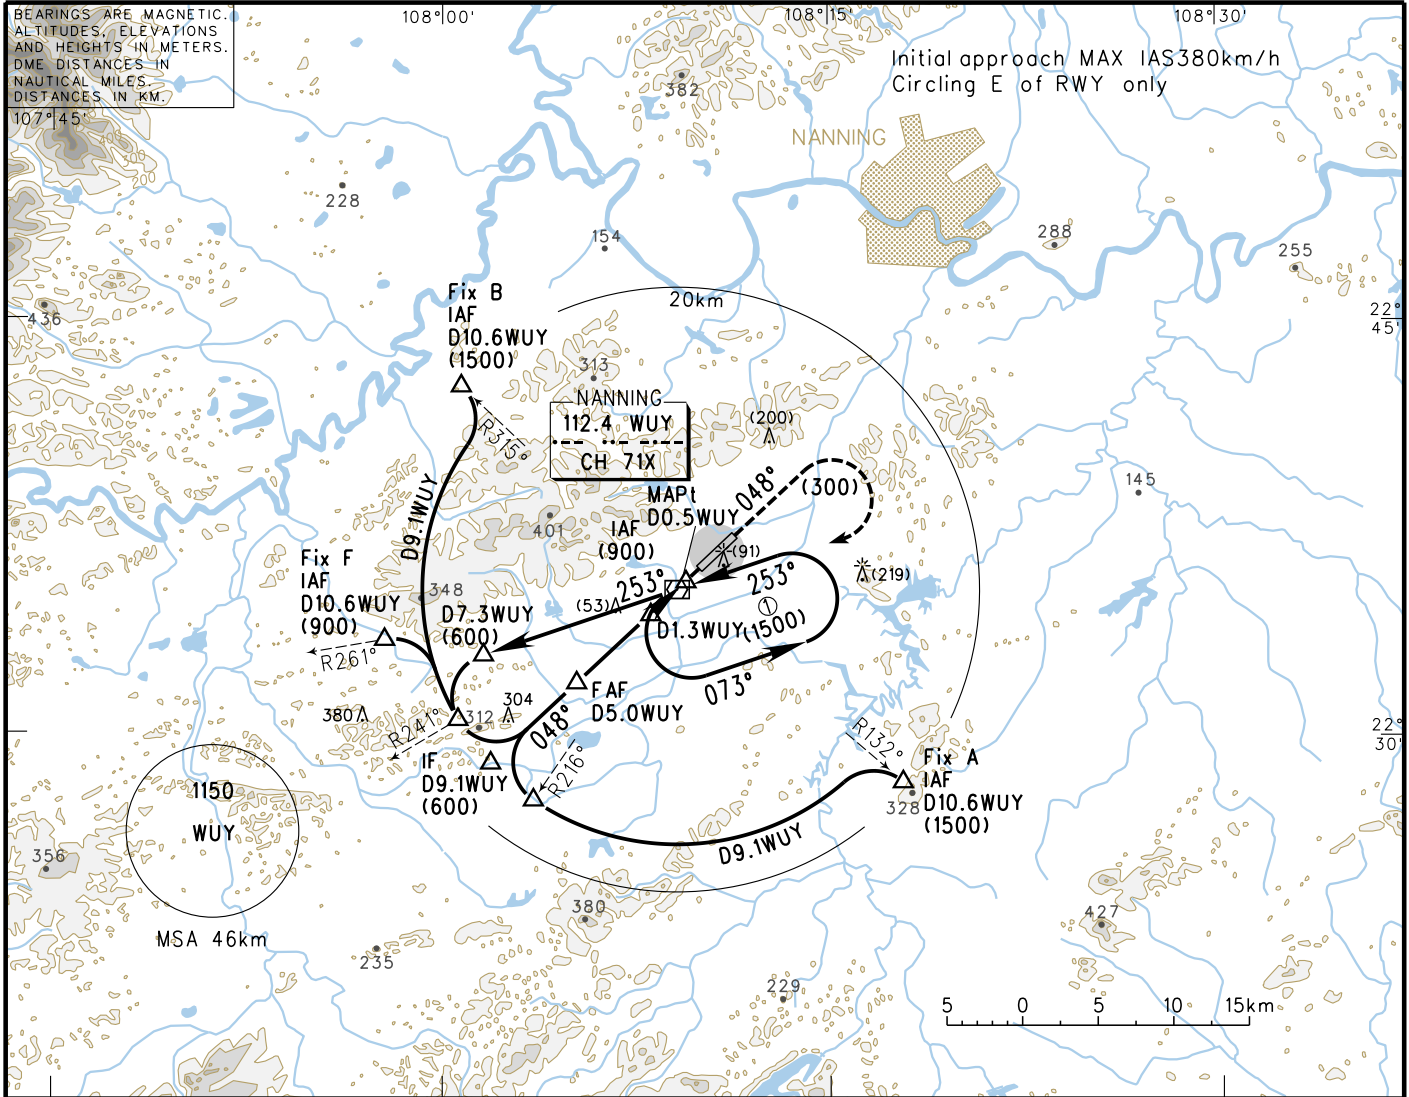 BEARINGS ARE MAGNETIC.
ALTITUDES, ELEVATIONS
AND HEIGHTS IN METERS.
DME DISTANCES IN
NAUTICAL MILES.
DISTANCES IN KM.
107°45'
108°00'
108°15'
108°30'
Initial approach MAX IAS380km/h
Circling E of RWY only
382
NANNING
228
154
288
255
436
22°
45'
20km
Fix B
IAF
D10.6WUY
(1500)
313
R315°
NANNING
112.4 WUY
CH 71X
(200)
D9.1WUY
401
MAPt
D0.5WUY
048°
(300)
145
IAF
(900)
(91)
(219)
Fix F
IAF
D10.6WUY
(900)
R261°
348
253°
(53)
253°
①
(1500)
D7.3WUY
(600)
D1.3WUY
073°
FAF
D5.0WUY
380
R241°
312
304
048°
R216°
IF
D9.1WUY
(600)
R132°
Fix A
IAF
D10.6WUY
(1500)
328
22°
30'
D9.1WUY
1150
WUY
MSA 46km
356
380
427
235
229
5 0 5 10 15km